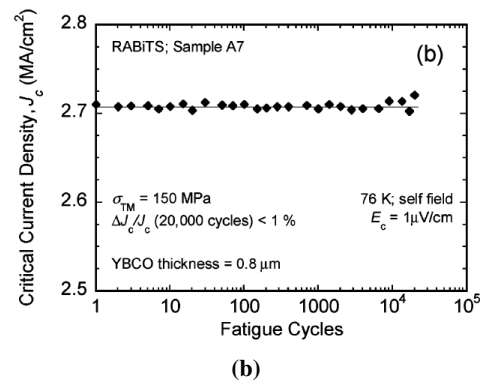 2.8
RABiTS; Sample A7
(b)
2.7
σTM = 150 MPa
76 K; self field
ΔJc/Jc (20,000 cycles) < 1 %
Ec = 1μV/cm
2.6
YBCO thickness = 0.8 μm
2.5
1 10 100 1000 10⁴ 10⁵
Critical Current Density, Jc (MA/cm²)
Fatigue Cycles
(b)